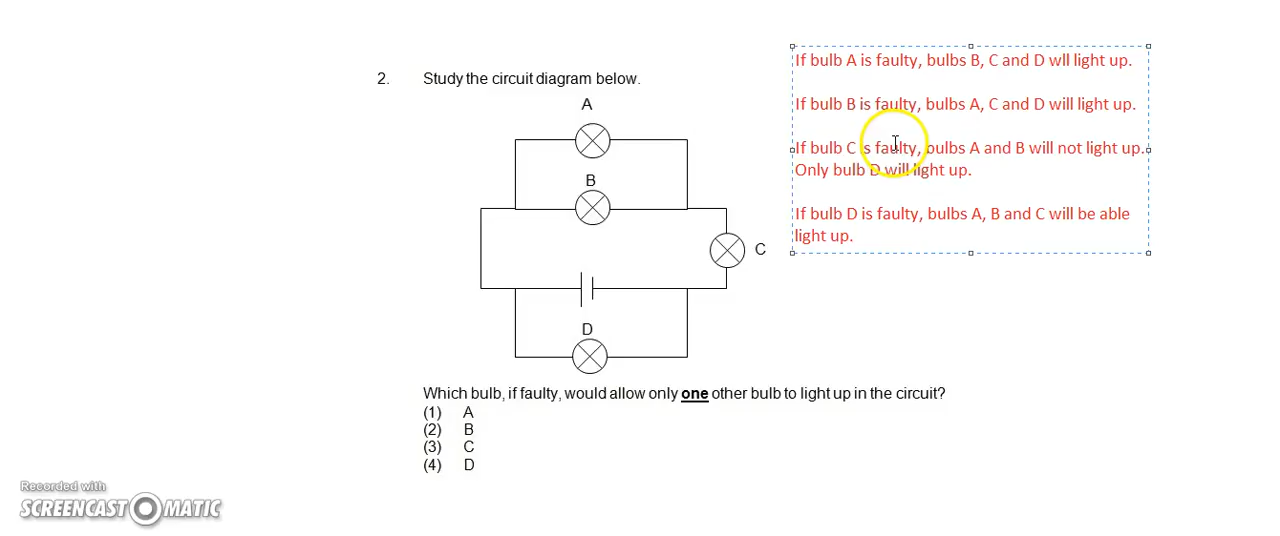 If bulb A is faulty, bulbs B, C and D wll light up.
2. Study the circuit diagram below.
A
If bulb B is faulty, bulbs A, C and D will light up.
If bulb C is faulty, bulbs A and B will not light up.
Only bulb D will light up.
B
If bulb D is faulty, bulbs A, B and C will be able
light up.
C
D
Which bulb, if faulty, would allow only one other bulb to light up in the circuit?
(1) A
(2) B
(3) C
(4) D
Recorded with
SCREENCAST MATIC